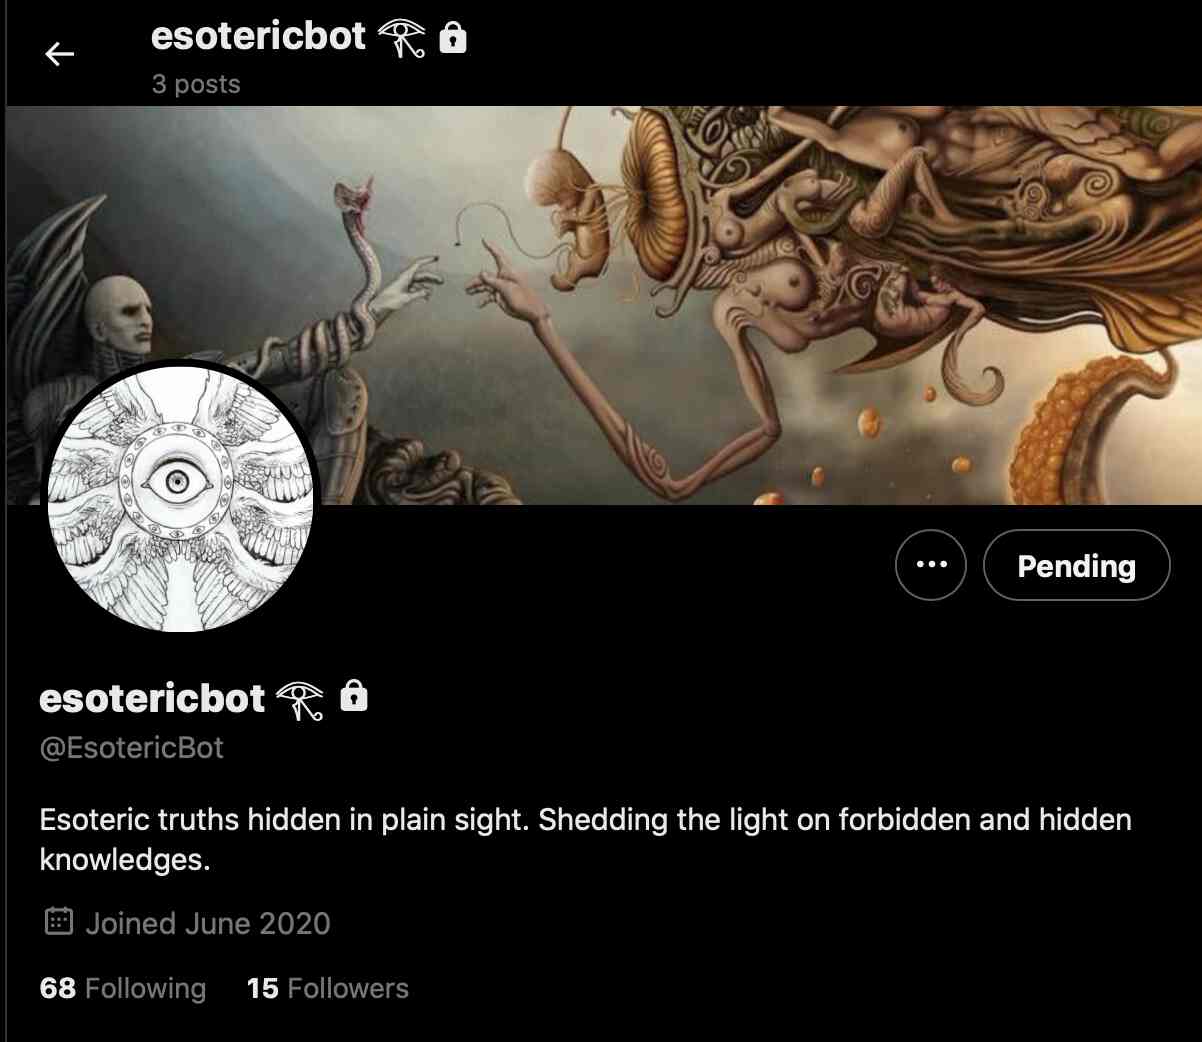 esotericbot 𓂀 🔒
3 posts
Pending
esotericbot 𓂀 🔒
@EsotericBot
Esoteric truths hidden in plain sight. Shedding the light on forbidden and hidden
knowledges.
Joined June 2020
68 Following 15 Followers